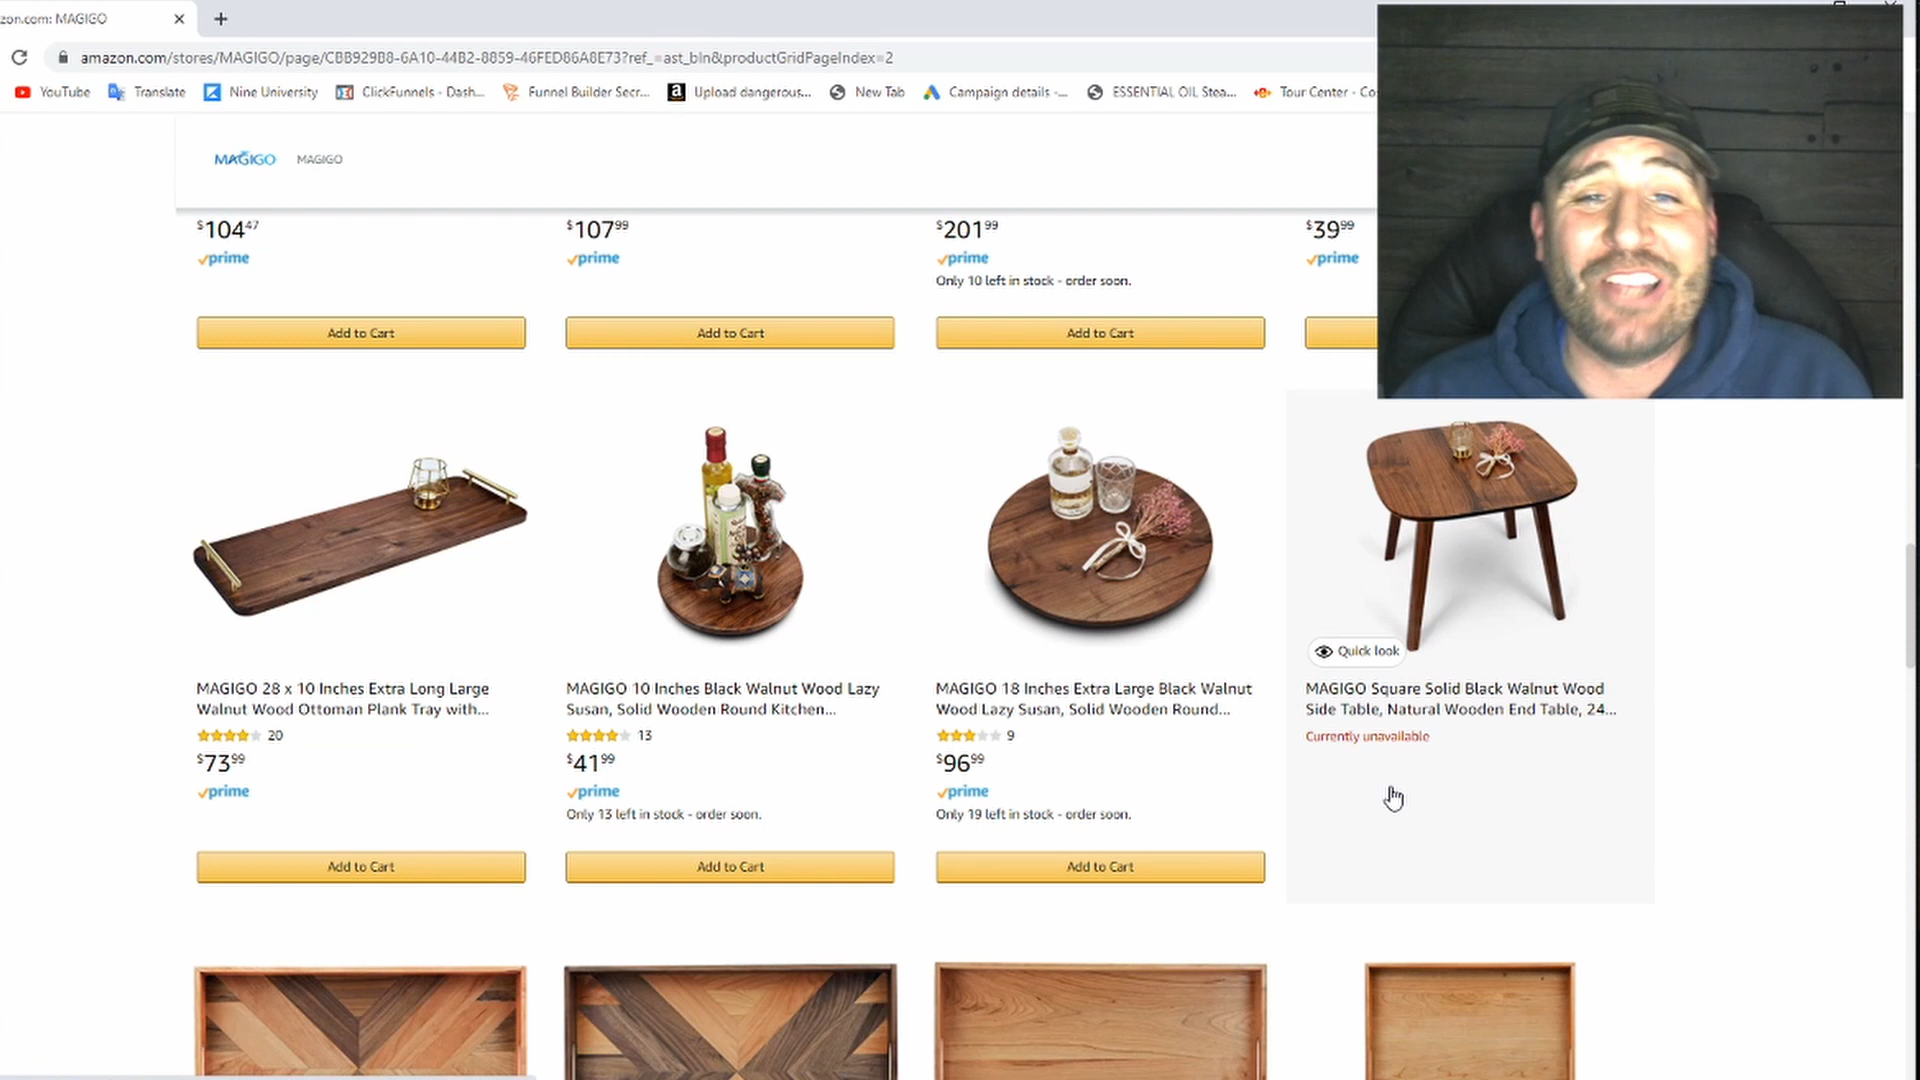 zon.com: MAGIGO
amazon.com/stores/MAGIGO/page/CBB929B8-6A10-44B2-8859-46FED86A8E73?ref_=ast_bln&productGridPageIndex=2
YouTube Translate Nine University ClickFunnels - Dash... Funnel Builder Secr... Upload dangerous... New Tab Campaign details -... ESSENTIAL OIL Stea... Tour Center - Co
MAGIGO MAGIGO
$104.47 $107.99 $201.99 $39.99
prime prime prime prime
Only 10 left in stock - order soon.
Add to Cart Add to Cart Add to Cart
Quick look
MAGIGO 28 x 10 Inches Extra Long Large
Walnut Wood Ottoman Plank Tray with...
20
$73.99
prime
Add to Cart
MAGIGO 10 Inches Black Walnut Wood Lazy
Susan, Solid Wooden Round Kitchen...
13
$41.99
prime
Only 13 left in stock - order soon.
Add to Cart
MAGIGO 18 Inches Extra Large Black Walnut
Wood Lazy Susan, Solid Wooden Round...
9
$96.99
prime
Only 19 left in stock - order soon.
Add to Cart
MAGIGO Square Solid Black Walnut Wood
Side Table, Natural Wooden End Table, 24...
Currently unavailable